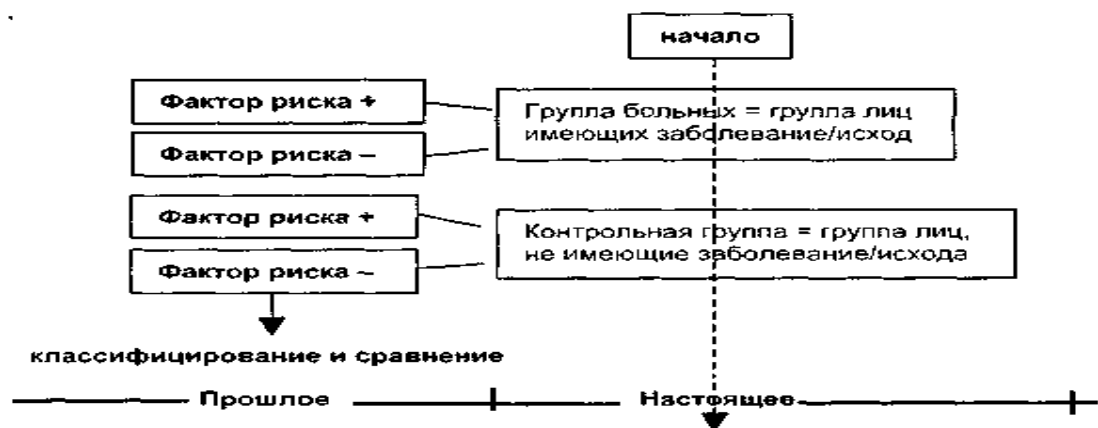 начало
Фактор риска +
Группа больных = группа лиц
имеющих заболевание/исход
Фактор риска –
Фактор риска +
Контрольная группа = группа лиц,
не имеющие заболевание/исхода
Фактор риска –
классифицирование и сравнение
Прошлое
Настоящее